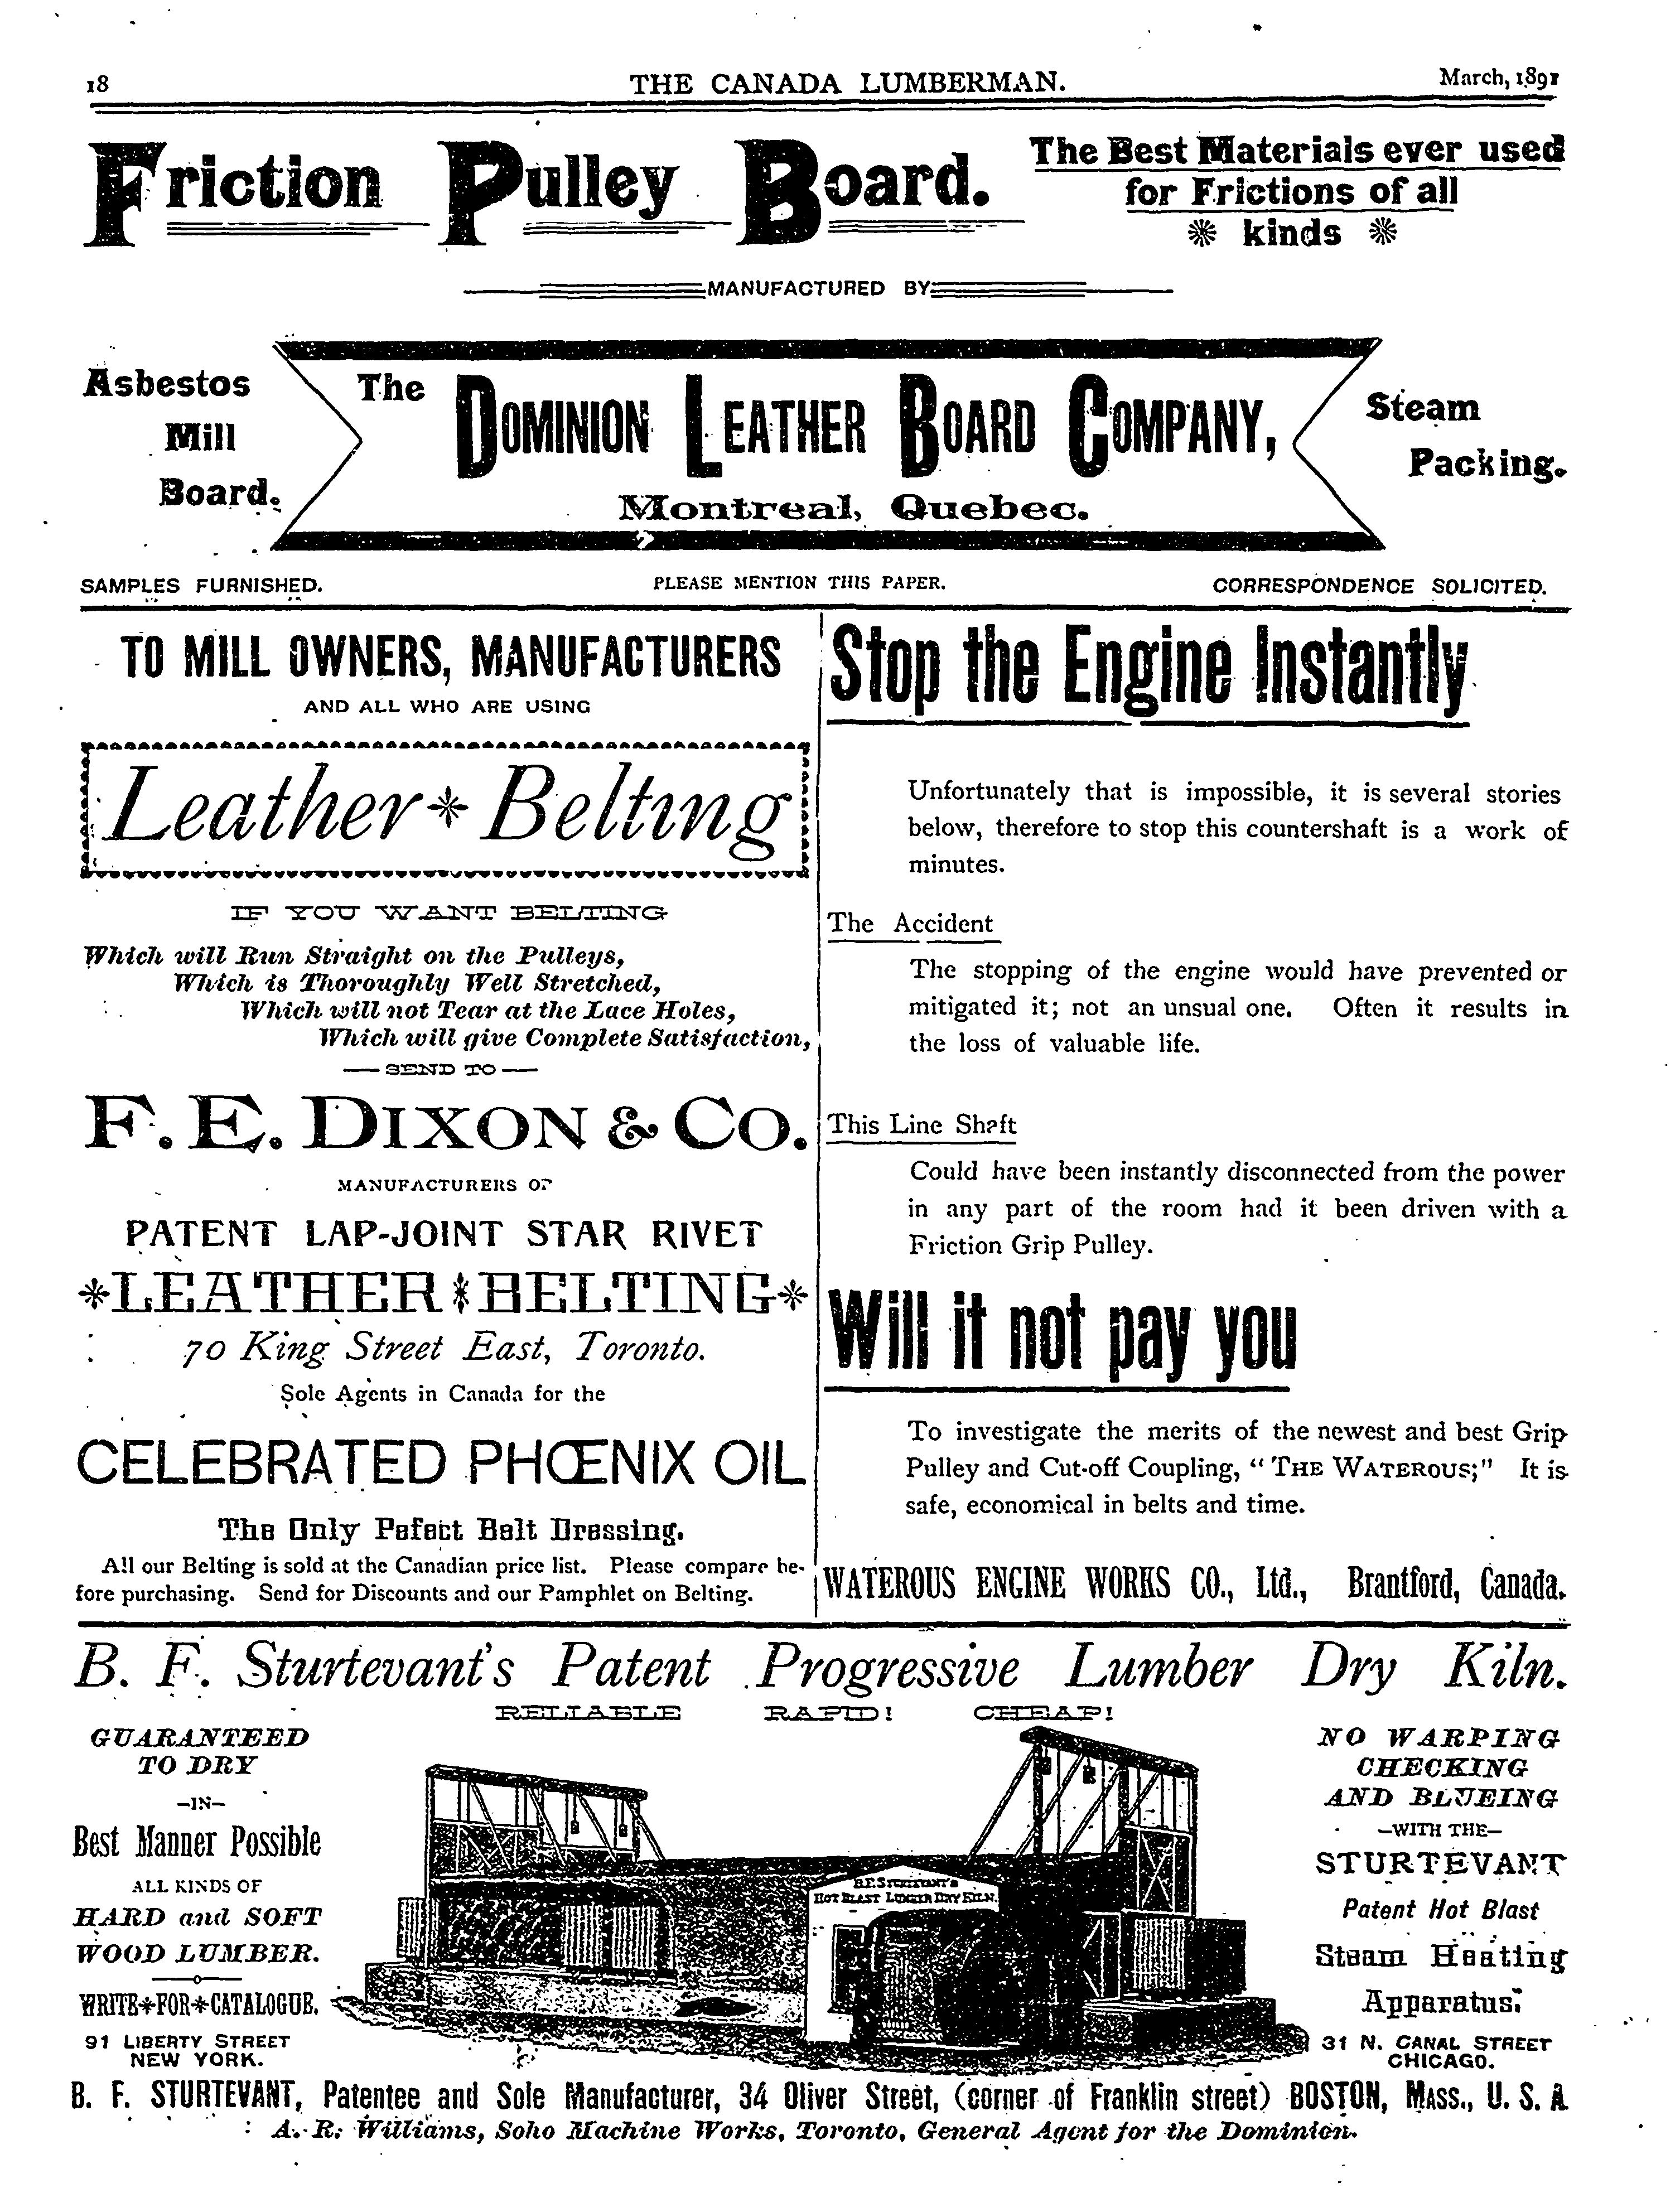 18
THE CANADA LUMBERMAN.
March, 1891
Friction Pulley Board.
The Best Materials ever used
for Frictions of all
kinds
MANUFACTURED BY
Asbestos
Mill
Board.
The DOMINION LEATHER BOARD COMPANY,
Montreal, Quebec.
Steam
Packing.
SAMPLES FURNISHED.
PLEASE MENTION THIS PAPER.
CORRESPONDENCE SOLICITED.
TO MILL OWNERS, MANUFACTURERS
AND ALL WHO ARE USING
Leather Belting
IF YOU WANT BELTING
Which will Run Straight on the Pulleys,
Which is Thoroughly Well Stretched,
Which will not Tear at the Lace Holes,
Which will give Complete Satisfaction,
— SEND TO —
F. E. DIXON & CO.
MANUFACTURERS OF
PATENT LAP-JOINT STAR RIVET
LEATHER BELTING
70 King Street East, Toronto.
Sole Agents in Canada for the
CELEBRATED PHŒNIX OIL
The Only Pefect Belt Dressing.
All our Belting is sold at the Canadian price list. Please compare be-
fore purchasing. Send for Discounts and our Pamphlet on Belting.
Stop the Engine Instantly
Unfortunately that is impossible, it is several stories
below, therefore to stop this countershaft is a work of
minutes.
The Accident
The stopping of the engine would have prevented or
mitigated it; not an unsual one. Often it results in
the loss of valuable life.
This Line Shaft
Could have been instantly disconnected from the power
in any part of the room had it been driven with a
Friction Grip Pulley.
Will it not pay you
To investigate the merits of the newest and best Grip
Pulley and Cut-off Coupling, “ THE WATEROUS;” It is
safe, economical in belts and time.
WATEROUS ENGINE WORKS CO., Ltd., Brantford, Canada.
B. F. Sturtevant's Patent Progressive Lumber Dry Kiln.
RELIABLE RAPID! CHEAP!
GUARANTEED
TO DRY
—IN—
Best Manner Possible
ALL KINDS OF
HARD and SOFT
WOOD LUMBER.
WRITE*FOR*CATALOGUE.
91 LIBERTY STREET
NEW YORK.
B.F. STURTEVANT'S
HOT BLAST LUMBER DRY KILN.
NO WARPING
CHECKING
AND BLUEING
—WITH THE—
STURTEVANT
Patent Hot Blast
Steam Heating
Apparatus.
31 N. CANAL STREET
CHICAGO.
B. F. STURTEVANT, Patentee and Sole Manufacturer, 34 Oliver Street, (corner of Franklin street) BOSTON, MASS., U. S. A
A. R. Williams, Soho Machine Works, Toronto, General Agent for the Dominion.